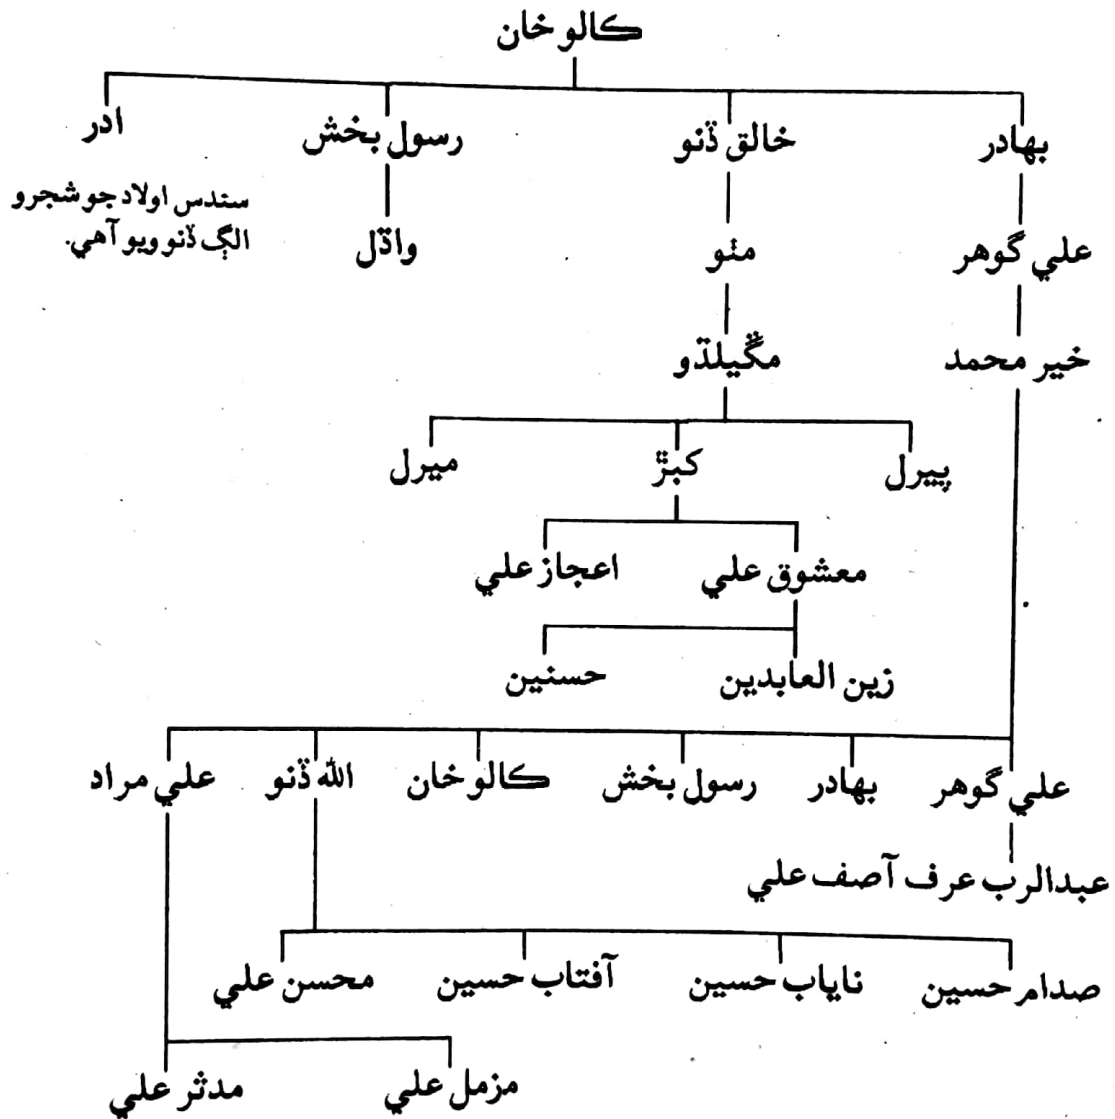 ڪالو خان
بهادر
خالق ڏنو
رسول بخش
ادر
سندس اولاد جو شجرو
الڳ ڏنو ويو آهي.
علي گوهر
مٺو
واڌل
خير محمد
مڱيلڏو
پيرل
کٻڙ
ميرل
معشوق علي
اعجاز علي
زين العابدين
حسنين
علي گوهر
بهادر
رسول بخش
ڪالو خان
الله ڏنو
علي مراد
عبدالرب عرف آصف علي
صدام حسين
ناياب حسين
آفتاب حسين
محسن علي
مزمل علي
مدثر علي